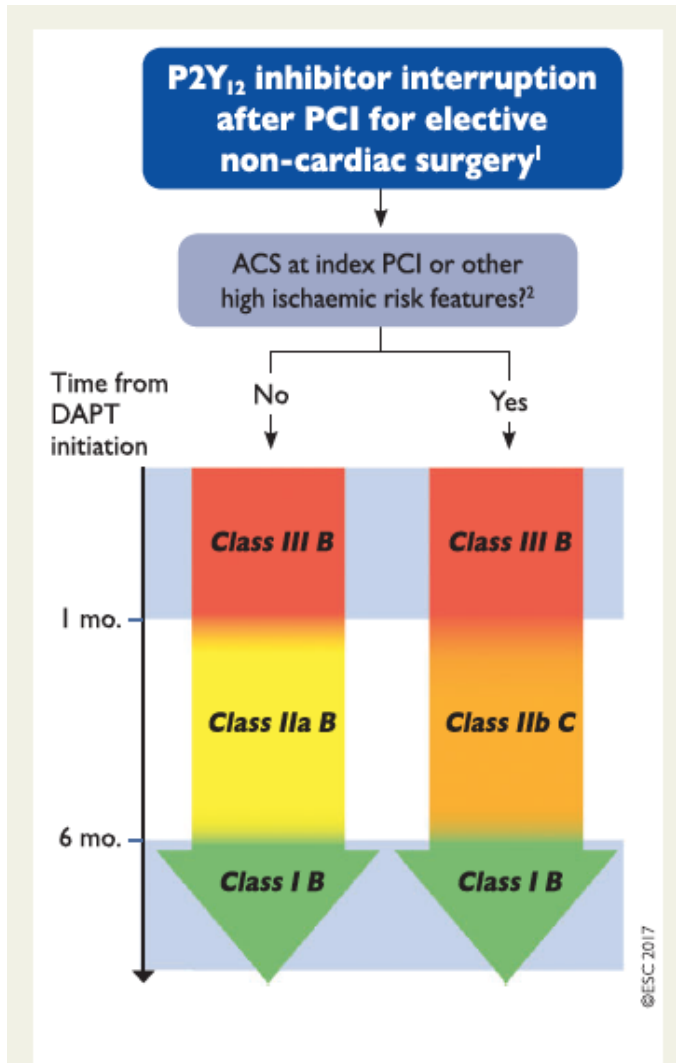 P2Y₁₂ inhibitor interruption
after PCI for elective
non-cardiac surgery¹
ACS at index PCI or other
high ischaemic risk features?²
Time from
DAPT
initiation
No
Yes
Class III B
Class III B
1 mo.
Class IIa B
Class IIb C
6 mo.
Class I B
Class I B
©ESC 2017